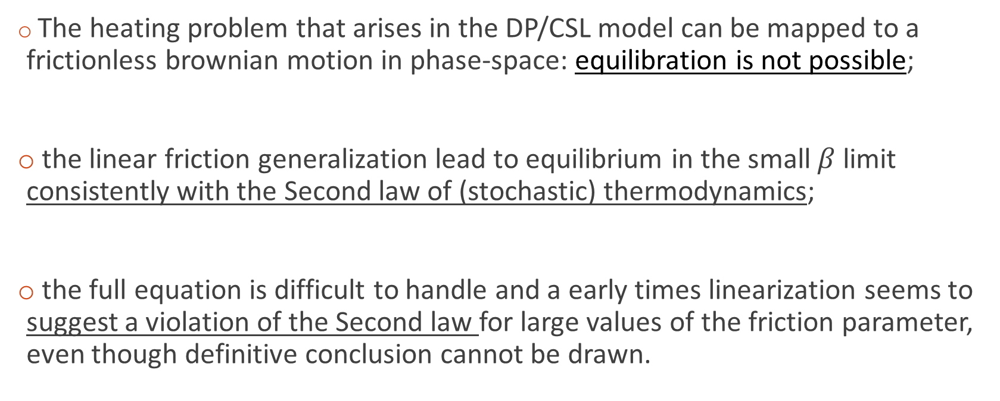 ○ The heating problem that arises in the DP/CSL model can be mapped to a
frictionless brownian motion in phase-space: equilibration is not possible;
○ the linear friction generalization lead to equilibrium in the small β limit
consistently with the Second law of (stochastic) thermodynamics;
○ the full equation is difficult to handle and a early times linearization seems to
suggest a violation of the Second law for large values of the friction parameter,
even though definitive conclusion cannot be drawn.